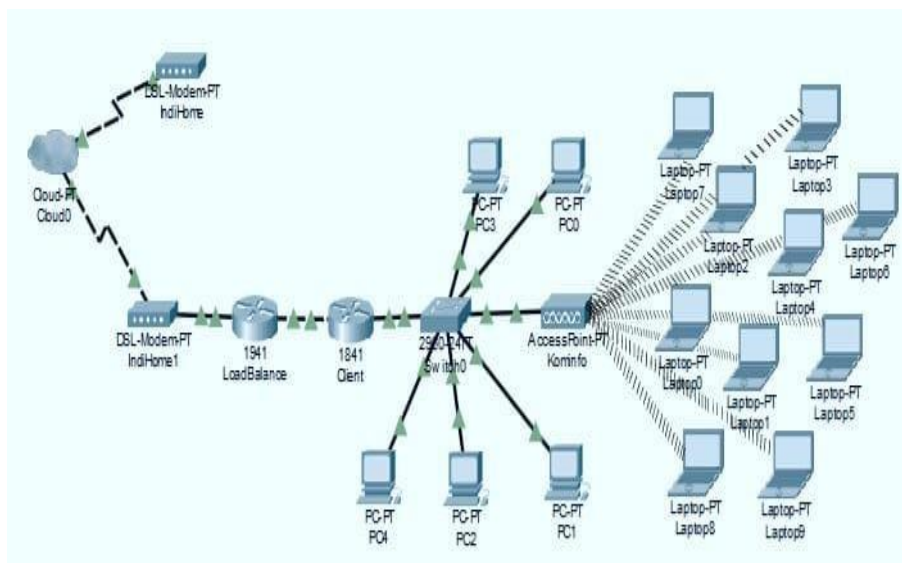 DSL-Modem-PT
IndiHome
Cloud-PT
Cloud0
DSL-Modem-PT
IndiHome1
1941
LoadBalance
1841
Client
2950-24TT
Switch0
PC-PT
PC3
PC-PT
PC0
AccessPoint-PT
Kominfo
PC-PT
PC4
PC-PT
PC2
PC-PT
PC1
Laptop-PT
Laptop7
Laptop-PT
Laptop3
Laptop-PT
Laptop2
Laptop-PT
Laptop4
Laptop-PT
Laptop6
Laptop-PT
Laptop0
Laptop-PT
Laptop1
Laptop-PT
Laptop5
Laptop-PT
Laptop8
Laptop-PT
Laptop9